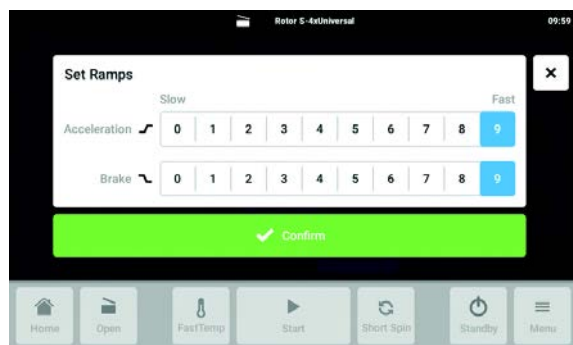 Rotor S-4xUniversal 09:59
Set Ramps
Slow Fast
Acceleration 0 1 2 3 4 5 6 7 8 9
Brake 0 1 2 3 4 5 6 7 8 9
Confirm
Home Open FastTemp Start Short Spin Standby Menu